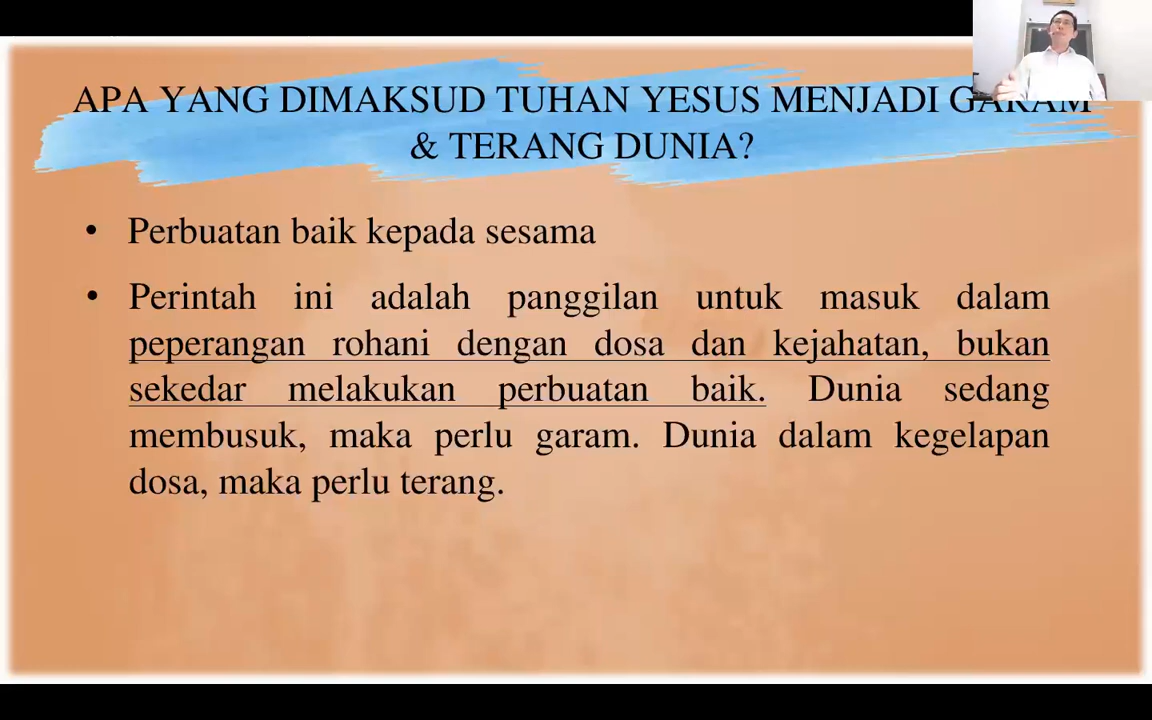 APA YANG DIMAKSUD TUHAN YESUS MENJADI GARAM
& TERANG DUNIA?
• Perbuatan baik kepada sesama
• Perintah ini adalah panggilan untuk masuk dalam
peperangan rohani dengan dosa dan kejahatan, bukan
sekedar melakukan perbuatan baik. Dunia sedang
membusuk, maka perlu garam. Dunia dalam kegelapan
dosa, maka perlu terang.